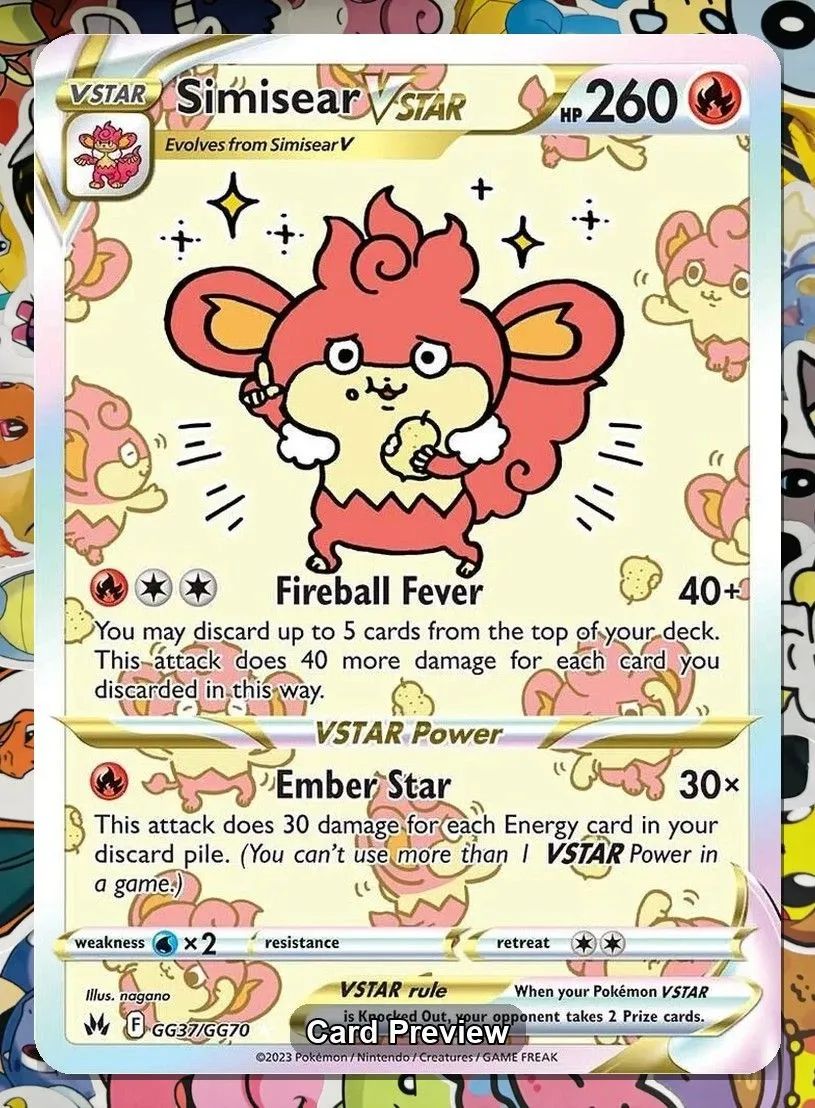 VSTAR
Simisear VSTAR
HP 260
Evolves from Simisear V
Fireball Fever 40+
You may discard up to 5 cards from the top of your deck.
This attack does 40 more damage for each card you
discarded in this way.
VSTAR Power
Ember Star 30×
This attack does 30 damage for each Energy card in your
discard pile. (You can't use more than 1 VSTAR Power in
a game.)
weakness ×2 resistance retreat
Illus. nagano
VSTAR rule When your Pokémon VSTAR
is Knocked Out, your opponent takes 2 Prize cards.
F GG37/GG70
Card Preview
©2023 Pokémon / Nintendo / Creatures / GAME FREAK